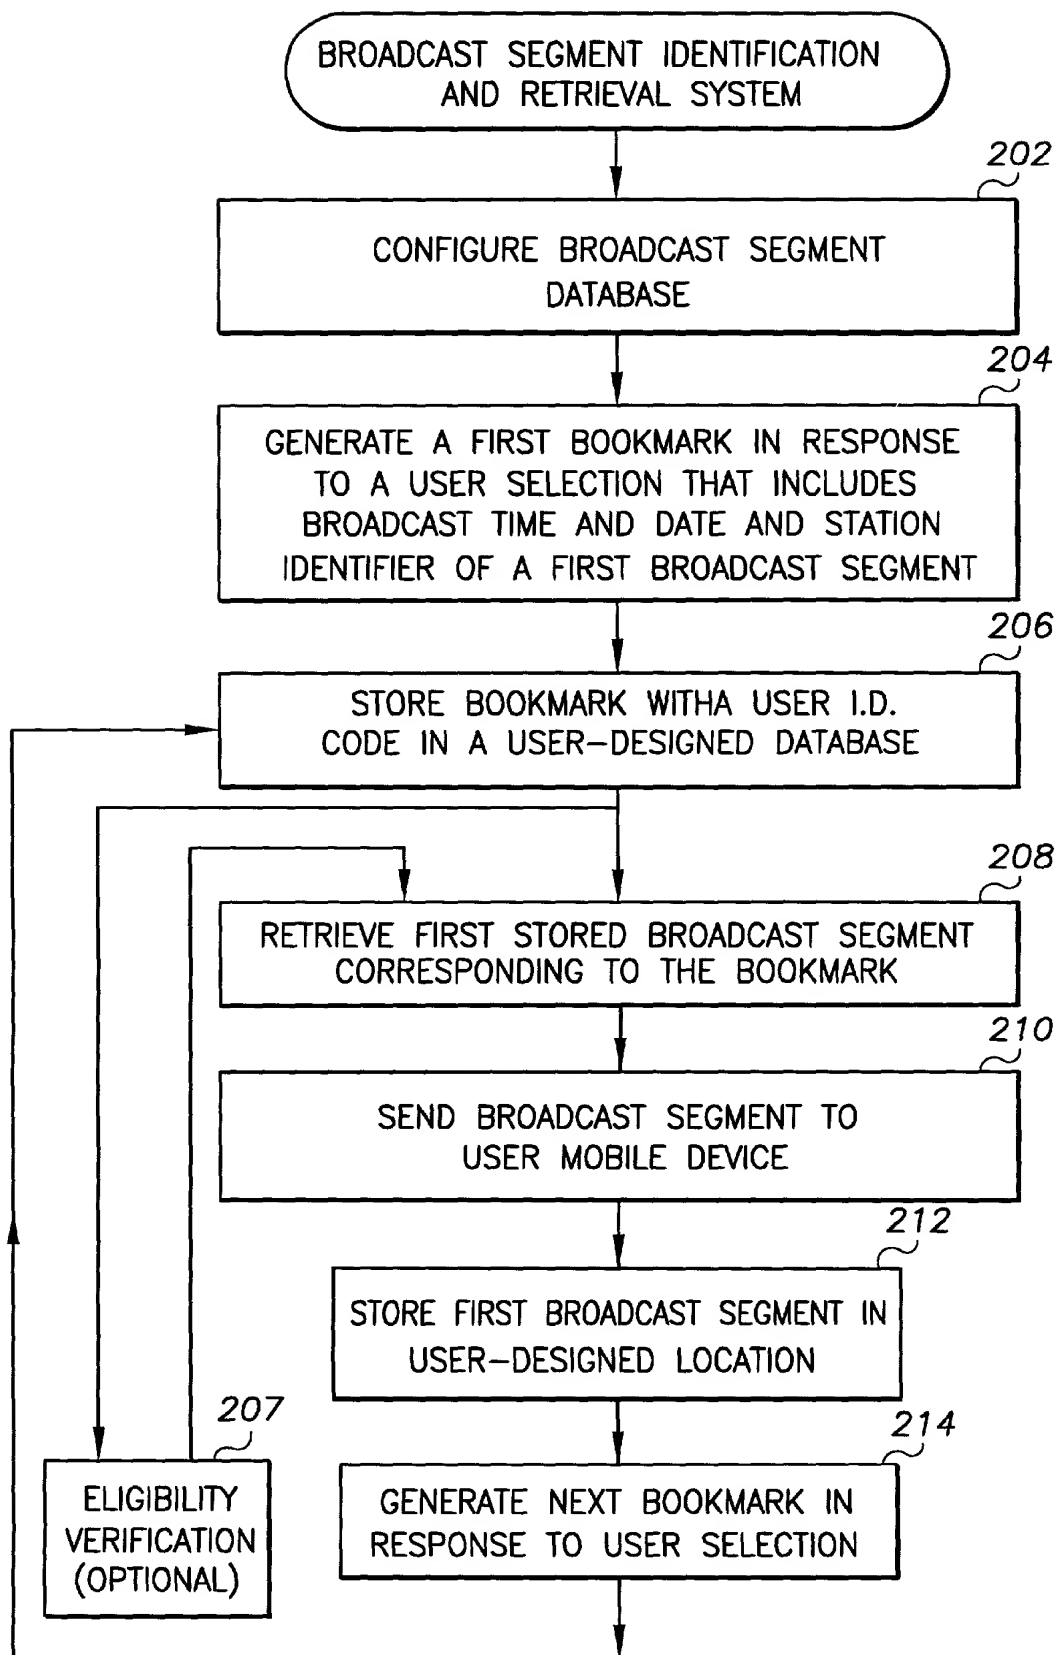 BROADCAST SEGMENT IDENTIFICATION
AND RETRIEVAL SYSTEM
202
CONFIGURE BROADCAST SEGMENT
DATABASE
204
GENERATE A FIRST BOOKMARK IN RESPONSE
TO A USER SELECTION THAT INCLUDES
BROADCAST TIME AND DATE AND STATION
IDENTIFIER OF A FIRST BROADCAST SEGMENT
206
STORE BOOKMARK WITHA USER I.D.
CODE IN A USER-DESIGNED DATABASE
208
RETRIEVE FIRST STORED BROADCAST SEGMENT
CORRESPONDING TO THE BOOKMARK
210
SEND BROADCAST SEGMENT TO
USER MOBILE DEVICE
212
STORE FIRST BROADCAST SEGMENT IN
USER-DESIGNED LOCATION
207
ELIGIBILITY
VERIFICATION
(OPTIONAL)
214
GENERATE NEXT BOOKMARK IN
RESPONSE TO USER SELECTION